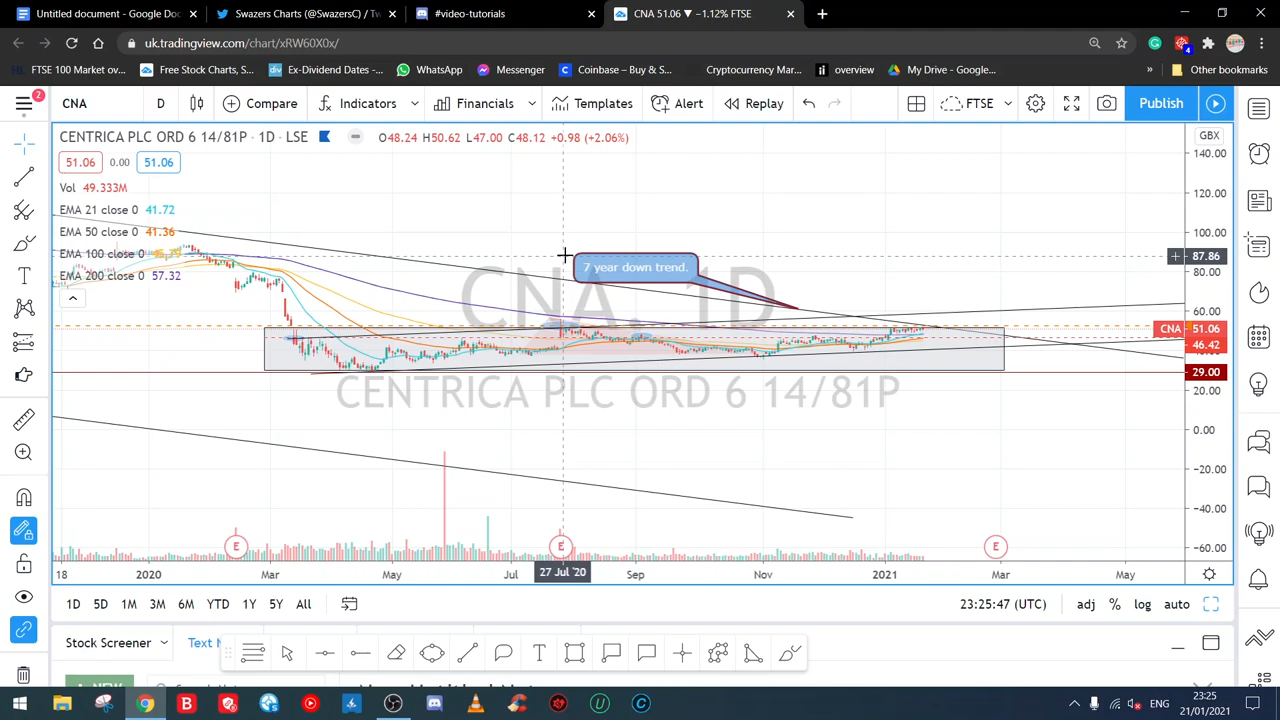 Untitled document - Google Doc
Swazers Charts (@SwazersC) / Tw
#video-tutorials
CNA 51.06 ▼ −1.12% FTSE
uk.tradingview.com/chart/xRW60X0x/
4
FTSE 100 Market ov...
Free Stock Charts, S...
Ex-Dividend Dates -...
WhatsApp
Messenger
Coinbase – Buy & S...
Cryptocurrency Mar...
overview
My Drive - Google...
»
Other bookmarks
2
CNA
D
Compare
Indicators
Financials
Templates
Alert
Replay
FTSE
Publish
CENTRICA PLC ORD 6 14/81P · 1D · LSE
O48.24 H50.62 L47.00 C48.12 +0.98 (+2.06%)
GBX
51.06
0.00
51.06
Vol 49.333M
EMA 21 close 0 41.72
EMA 50 close 0 41.36
EMA 100 close 0
EMA 200 close 0 57.32
7 year down trend.
CNA, 1D
CENTRICA PLC ORD 6 14/81P
140.00
120.00
100.00
87.86
80.00
60.00
CNA 51.06
46.42
29.00
20.00
0.00
−20.00
−40.00
−60.00
E
E
E
18
2020
Mar
May
Jul
27 Jul '20
Sep
Nov
2021
Mar
May
1D
5D
1M
3M
6M
YTD
1Y
5Y
All
23:25:47 (UTC)
adj
%
log
auto
Stock Screener
Text N
NEW
ENG
23:25
21/01/2021